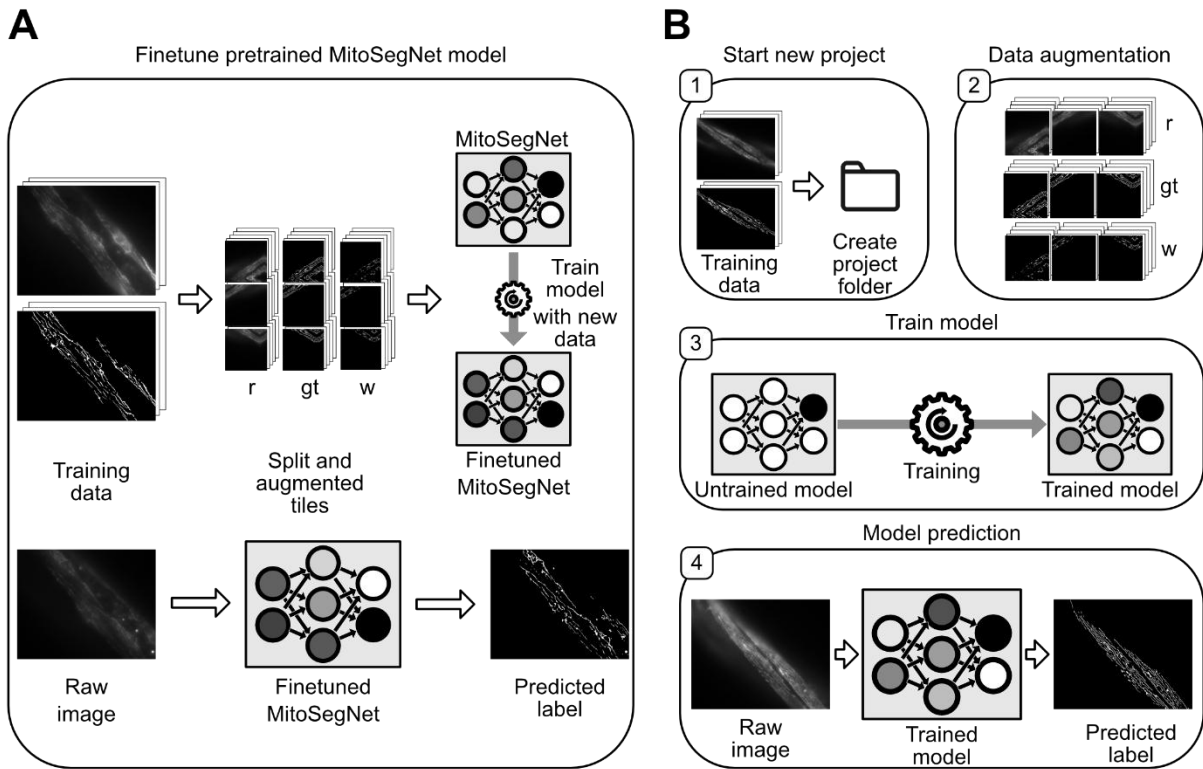 A
Finetune pretrained MitoSegNet model
MitoSegNet
Train
model
with new
data
r
gt
w
Training
data
Split and
augmented
tiles
Finetuned
MitoSegNet
Raw
image
Finetuned
MitoSegNet
Predicted
label
B
Start new project
1
Training
data
Create
project
folder
Data augmentation
2
r
gt
w
Train model
3
Untrained model
Training
Trained model
Model prediction
4
Raw
image
Trained
model
Predicted
label